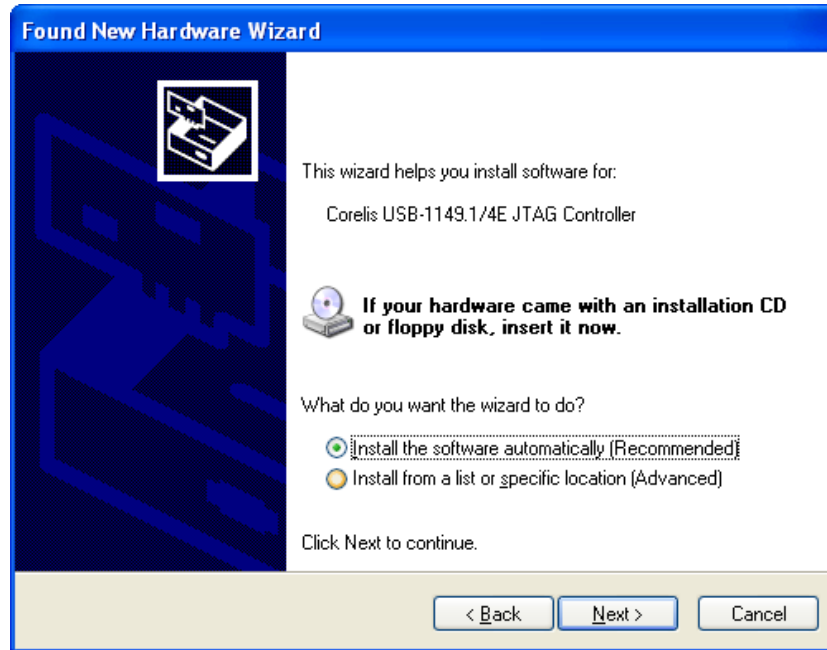 Found New Hardware Wizard
This wizard helps you install software for:
Corelis USB-1149.1/4E JTAG Controller
If your hardware came with an installation CD
or floppy disk, insert it now.
What do you want the wizard to do?
Install the software automatically (Recommended)
Install from a list or specific location (Advanced)
Click Next to continue.
< Back Next > Cancel